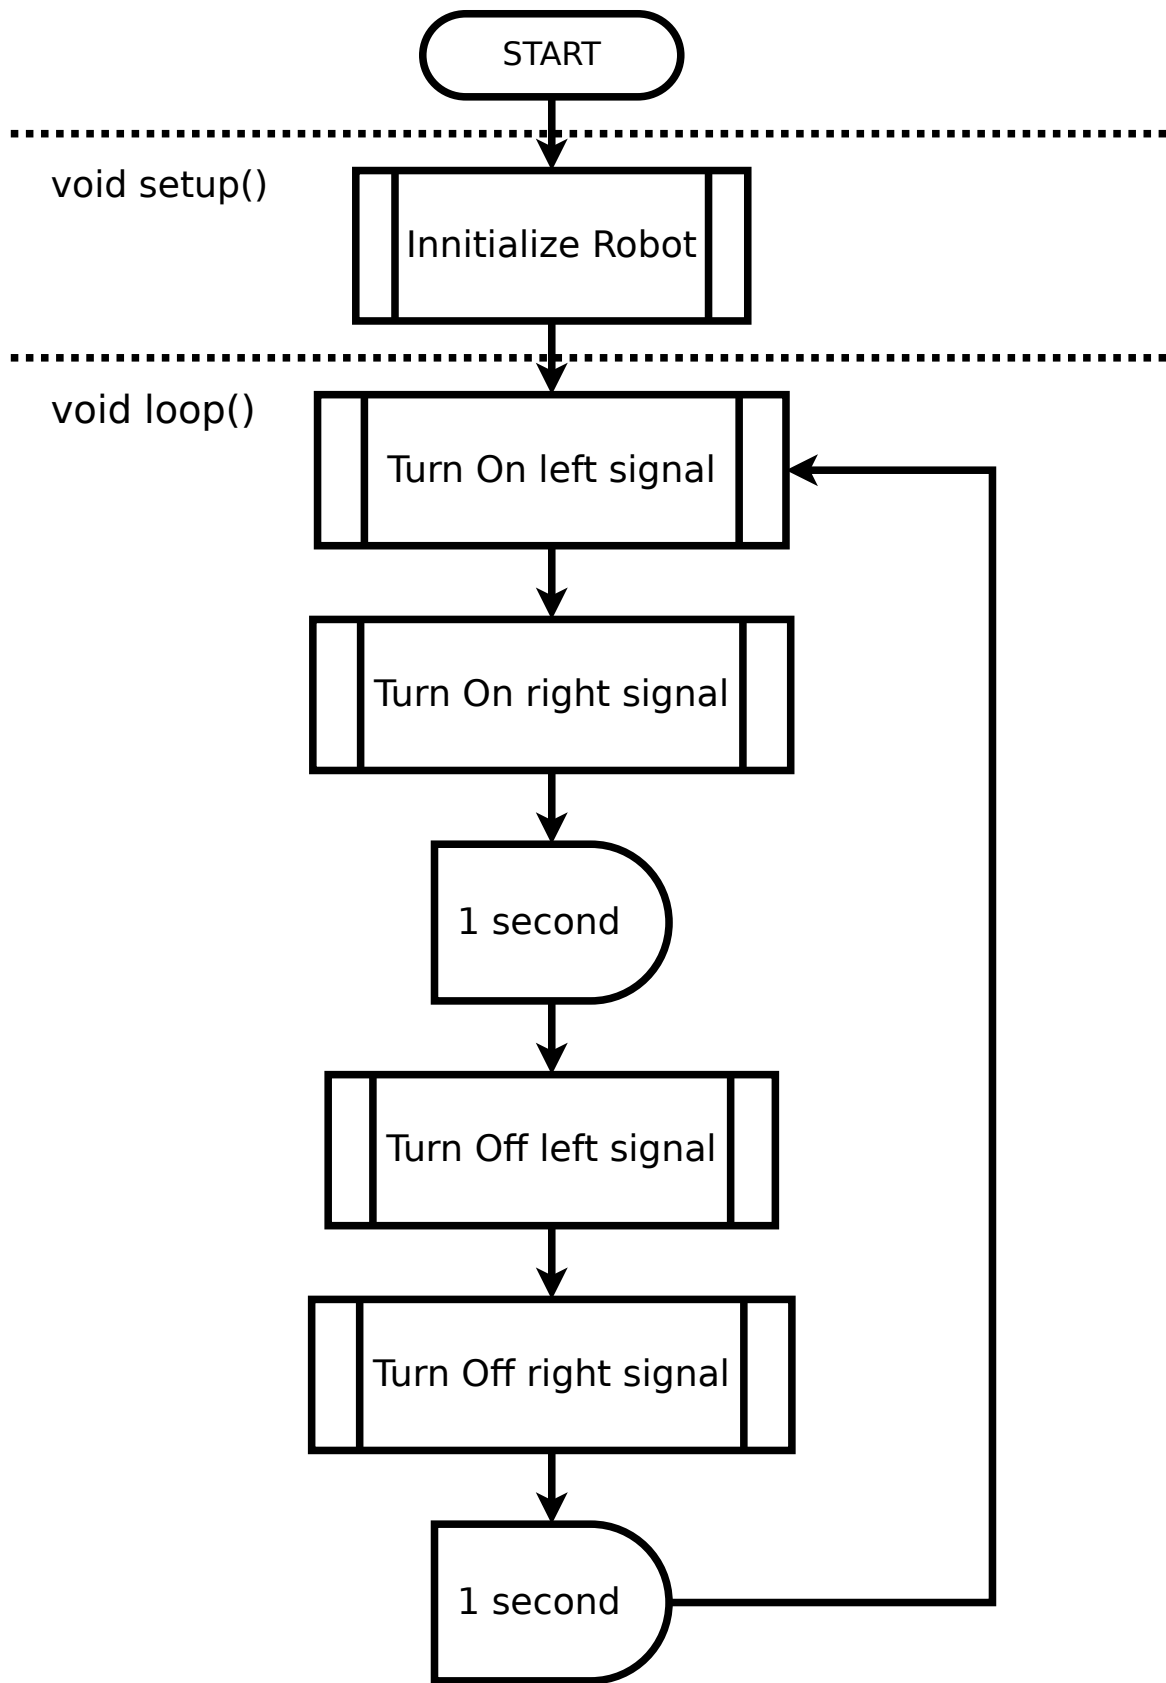 START
void setup()
Innitialize Robot
void loop()
Turn On left signal
Turn On right signal
1 second
Turn Off left signal
Turn Off right signal
1 second